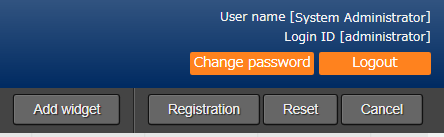 User name [System Administrator]
Login ID [administrator]
Change password Logout
Add widget Registration Reset Cancel